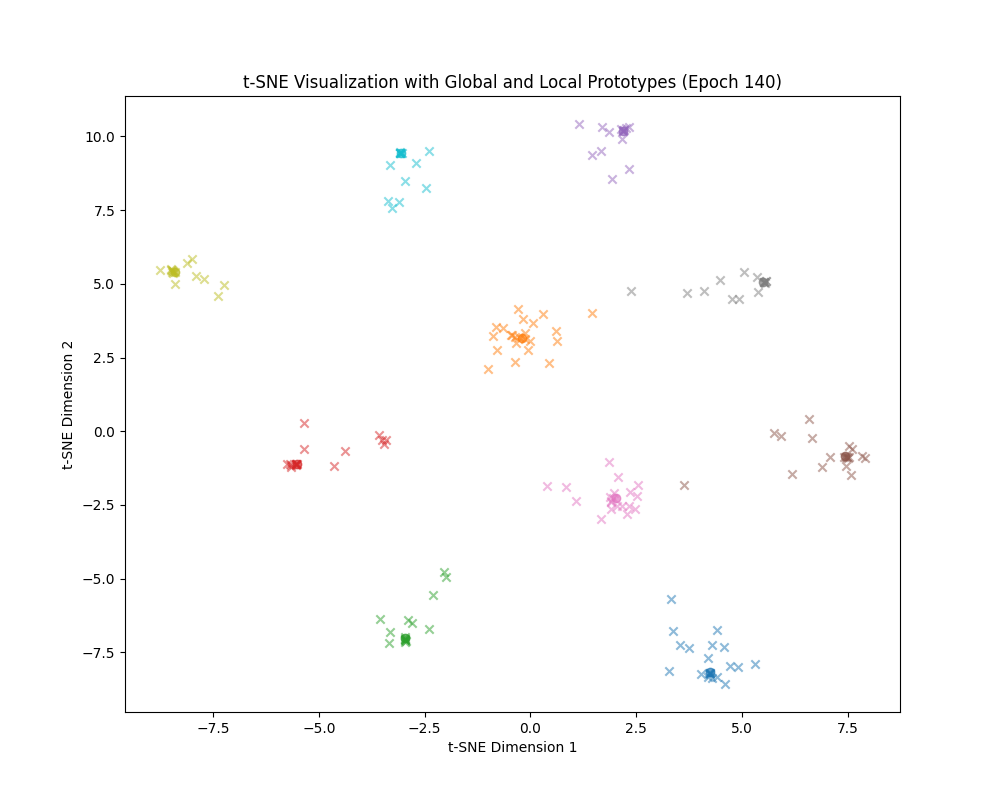 t-SNE Visualization with Global and Local Prototypes (Epoch 140)
10.0
7.5
5.0
2.5
0.0
−2.5
−5.0
−7.5
t-SNE Dimension 2
−7.5 −5.0 −2.5 0.0 2.5 5.0 7.5
t-SNE Dimension 1